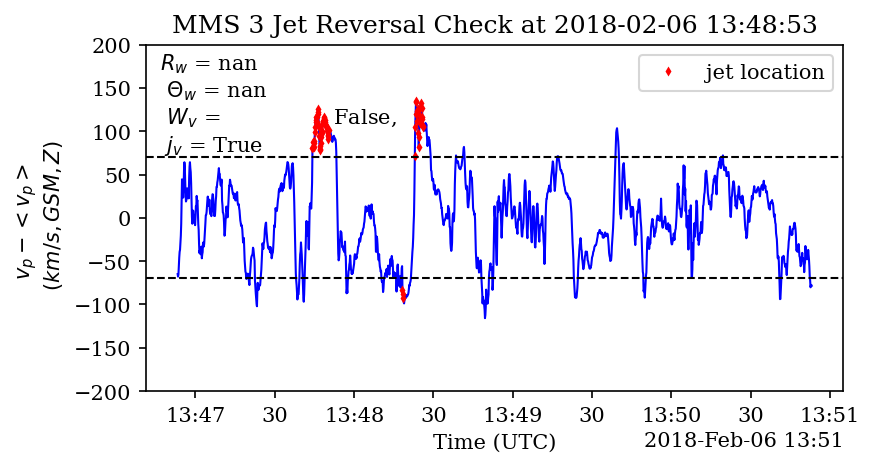 MMS 3 Jet Reversal Check at 2018-02-06 13:48:53
R_w = nan
Θ_w = nan
W_v = False,
j_v = True
jet location
200
150
100
50
0
−50
−100
−150
−200
v_p − <v_p>
(km/s, GSM, Z)
13:47 30 13:48 30 13:49 30 13:50 30 13:51
Time (UTC)
2018-Feb-06 13:51